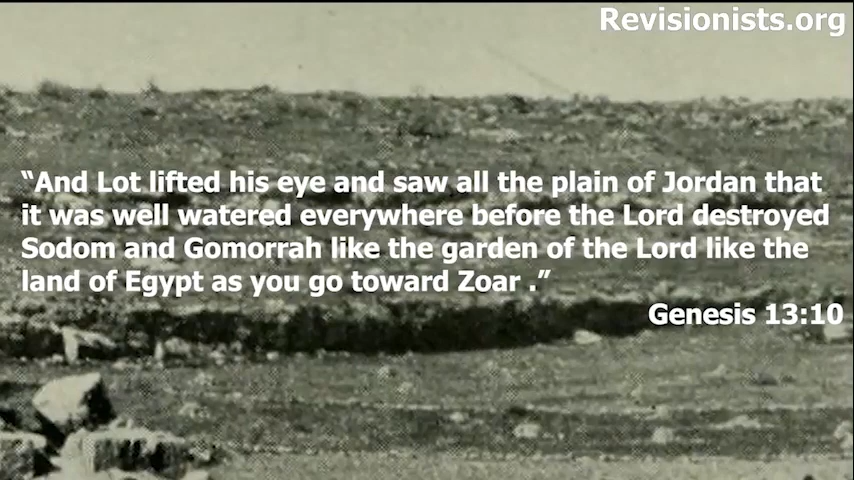 Revisionists.org
“And Lot lifted his eye and saw all the plain of Jordan that
it was well watered everywhere before the Lord destroyed
Sodom and Gomorrah like the garden of the Lord like the
land of Egypt as you go toward Zoar .”
Genesis 13:10